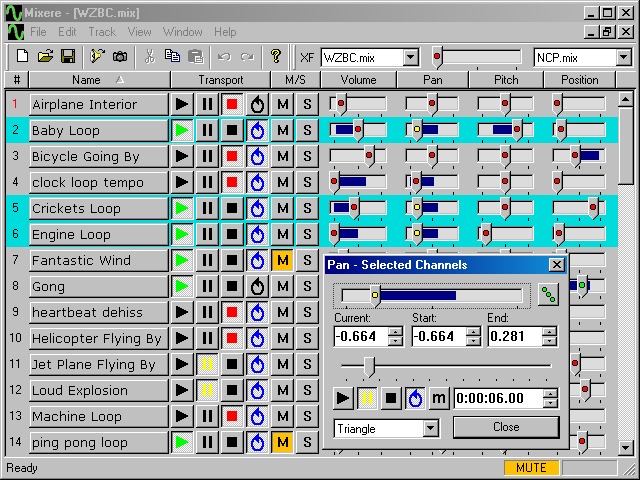 Mixere - [WZBC.mix]
File Edit Track View Window Help
XF WZBC.mix NCP.mix
# Name Transport M/S Volume Pan Pitch Position
1 Airplane Interior M S
2 Baby Loop M S
3 Bicycle Going By M S
4 clock loop tempo M S
5 Crickets Loop M S
6 Engine Loop M S
7 Fantastic Wind M S
8 Gong M S
9 heartbeat dehiss M S
10 Helicopter Flying By M S
11 Jet Plane Flying By M S
12 Loud Explosion M S
13 Machine Loop M S
14 ping pong loop M S
Pan - Selected Channels
Current: Start: End:
-0.664 -0.664 0.281
m 0:00:06.00
Triangle Close
Ready MUTE